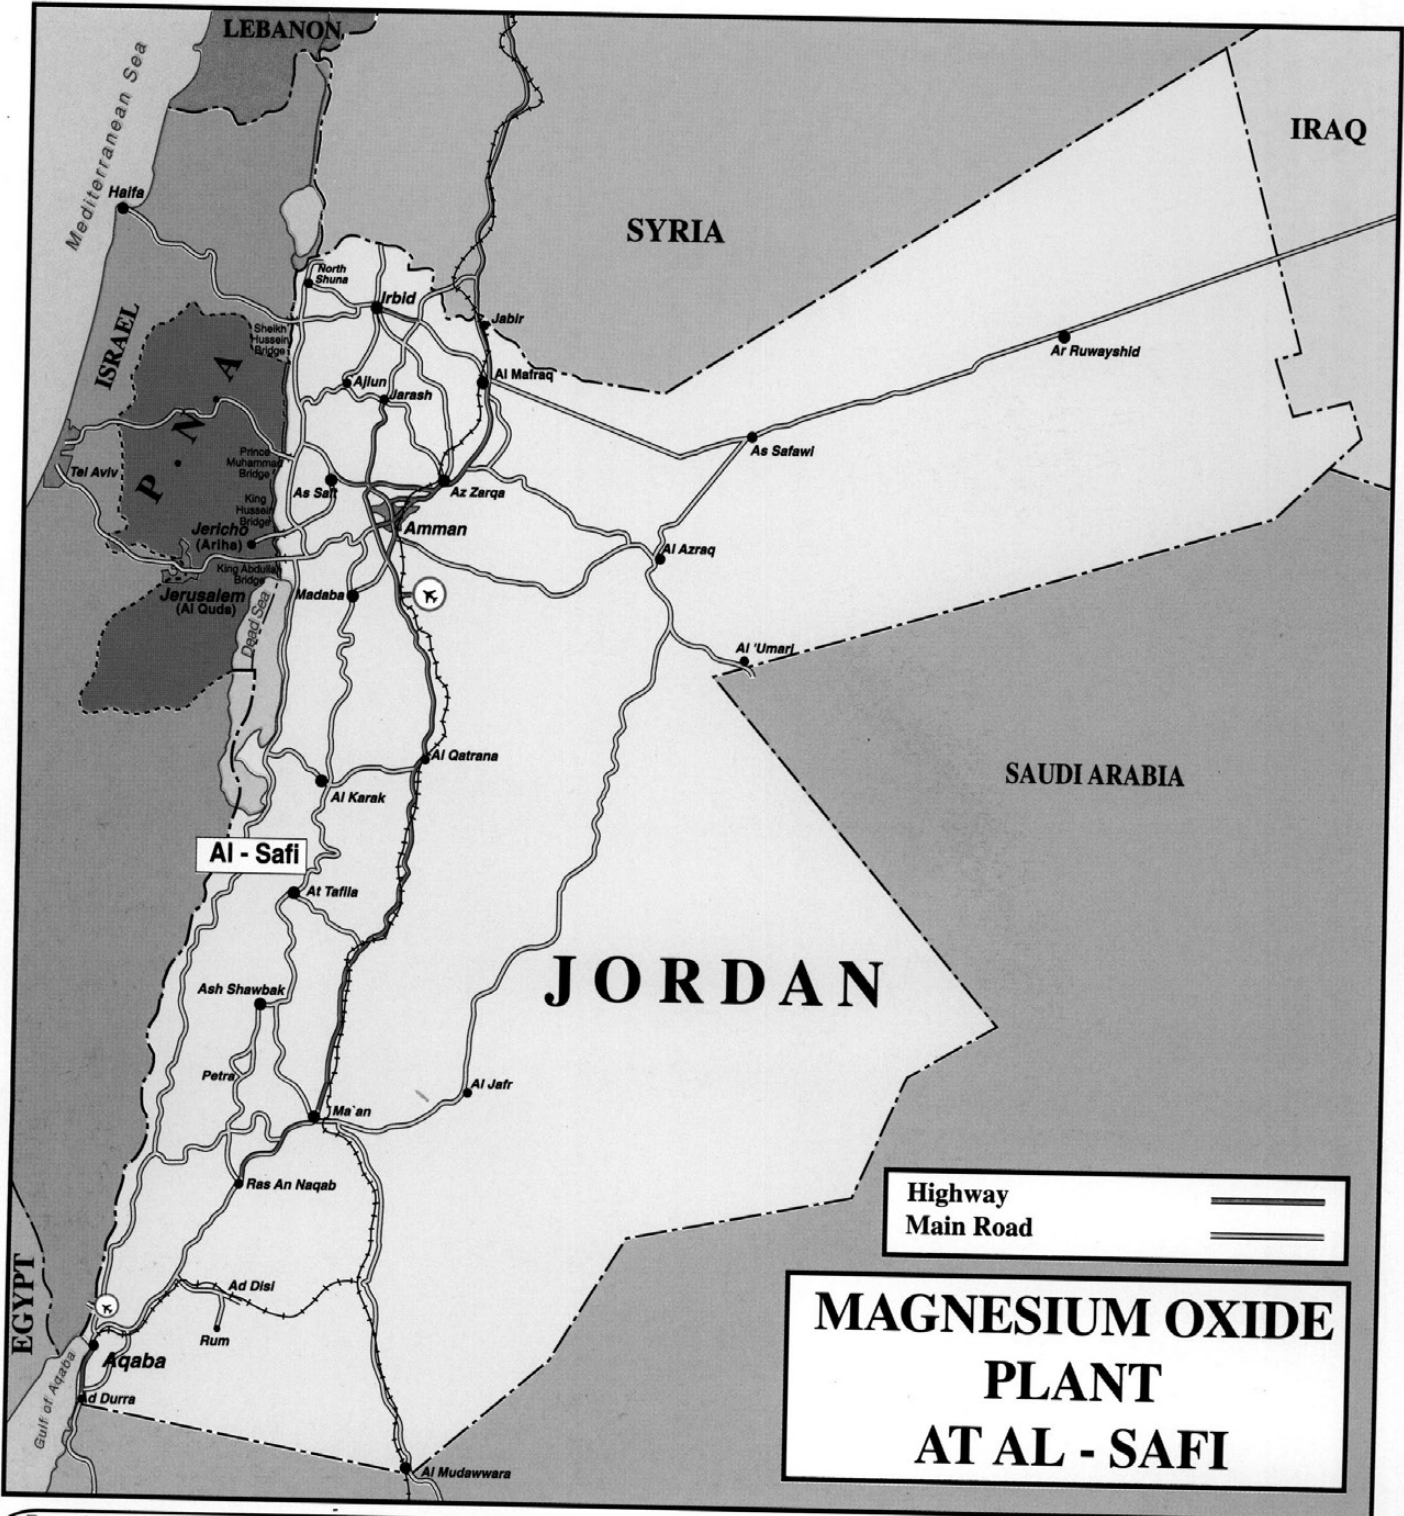 LEBANON
Mediterranean Sea
IRAQ
Haifa
SYRIA
North
Shuna
Irbid
Jabir
ISRAEL
Sheikh
Hussein
Bridge
Ar Ruwayshid
P N A
Ajlun
Al Mafraq
Jarash
As Safawi
Tel Aviv
Prince
Muhammad
Bridge
As Salt
Az Zarqa
King
Hussein
Bridge
Jericho
(Ariha)
Amman
Al Azraq
King Abdullah
Bridge
Jerusalem
(Al Quds)
Madaba
Dead Sea
Al 'Umari
Al Qatrana
SAUDI ARABIA
Al Karak
Al - Safi
At Tafila
JORDAN
Ash Shawbak
Petra
Al Jafr
Ma`an
Ras An Naqab
Highway
Main Road
EGYPT
Ad Disi
Rum
Aqaba
Gulf of Aqaba
Ad Durra
Al Mudawwara
MAGNESIUM OXIDE
PLANT
AT AL - SAFI